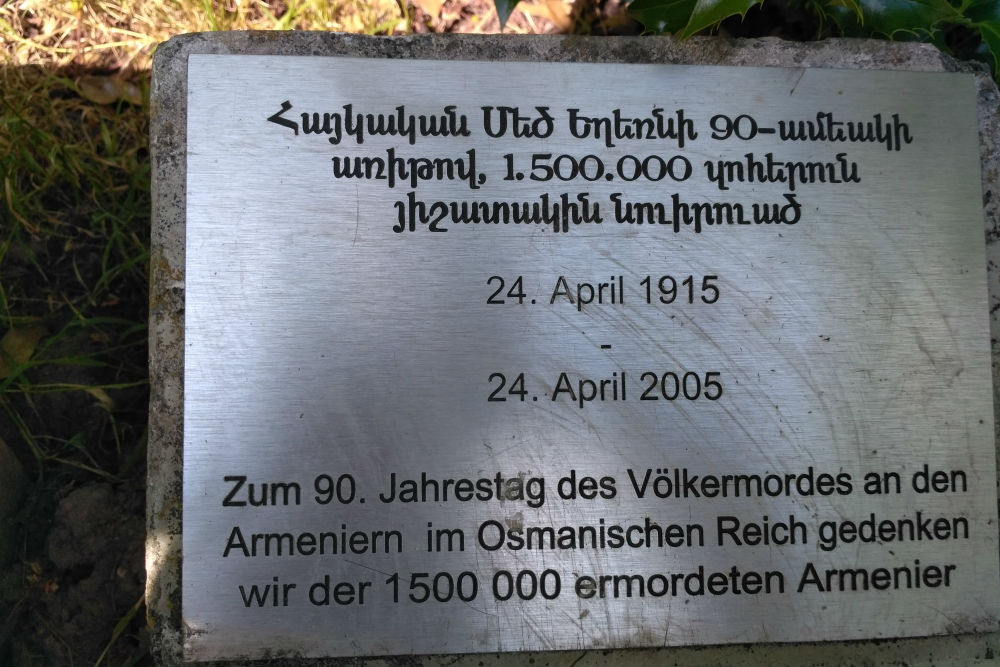 Հայկական Մեծ Եղեռնի 90-ամեակի
առիթով, 1.500.000 զոհերուն
յիշատակին նուիրուած
24. April 1915
-
24. April 2005
Zum 90. Jahrestag des Völkermordes an den
Armeniern im Osmanischen Reich gedenken
wir der 1500 000 ermordeten Armenier